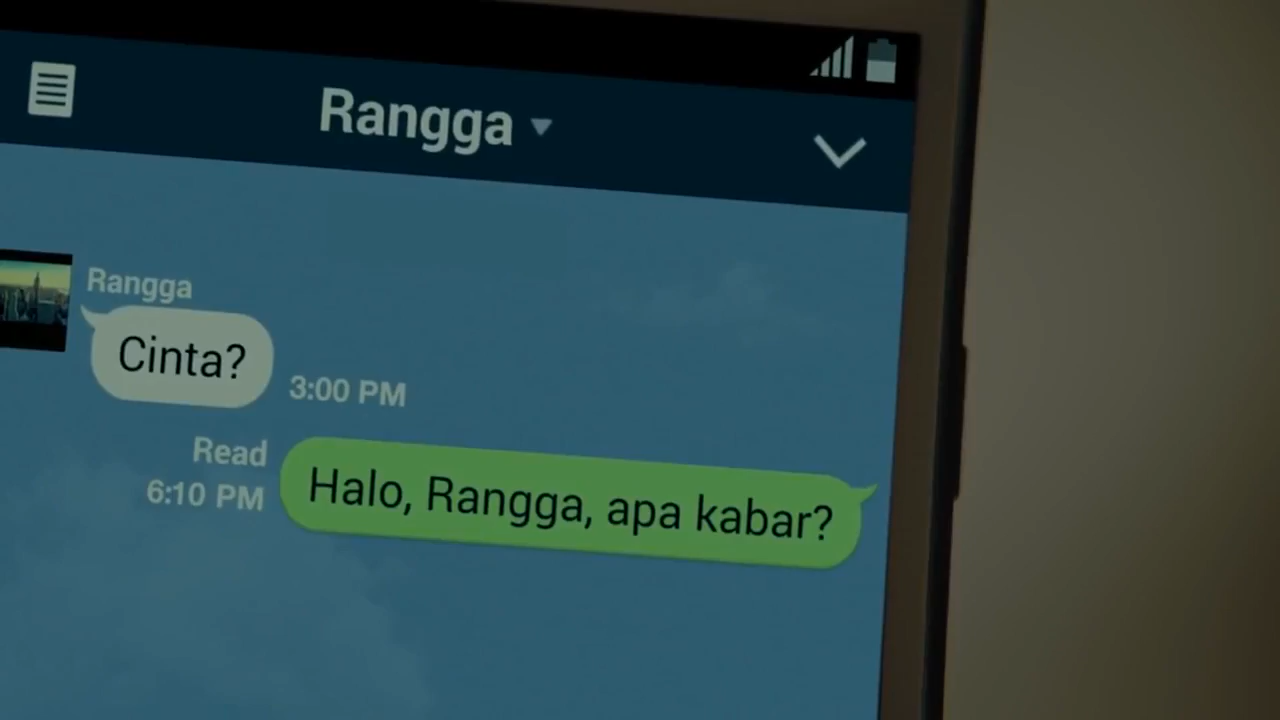 Rangga
Rangga
Cinta?
3:00 PM
Read
6:10 PM
Halo, Rangga, apa kabar?